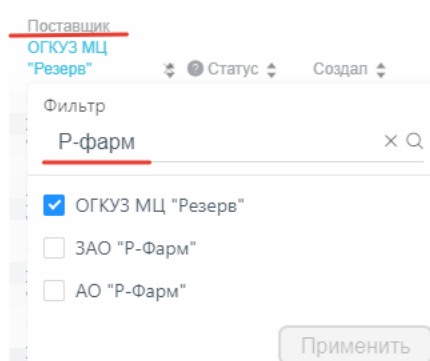 Поставщик
ОГКУЗ МЦ
"Резерв"
Статус
Создал
Фильтр
Р-фарм
ОГКУЗ МЦ "Резерв"
ЗАО "Р-Фарм"
АО "Р-Фарм"
Применить